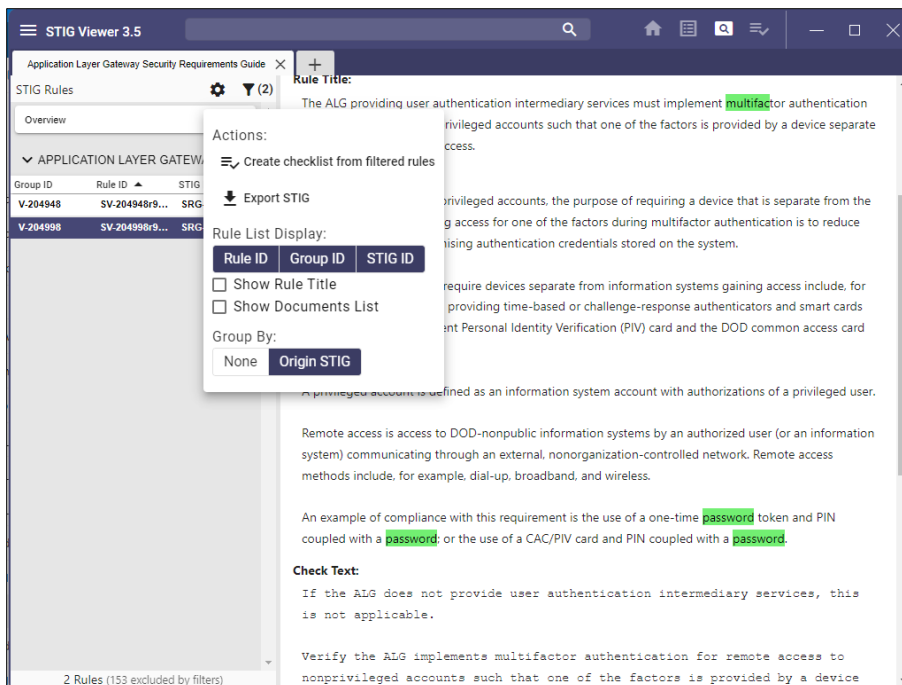 STIG Viewer 3.5
Application Layer Gateway Security Requirements Guide
STIG Rules
(2)
Overview
APPLICATION LAYER GATEW
Group ID Rule ID STIG
V-204948 SV-204948r9... SRG-
V-204998 SV-204998r9... SRG-
2 Rules (153 excluded by filters)
Actions:
Create checklist from filtered rules
Export STIG
Rule List Display:
Rule ID Group ID STIG ID
Show Rule Title
Show Documents List
Group By:
None Origin STIG
Rule Title:
The ALG providing user authentication intermediary services must implement multifactor authentication
rivileged accounts such that one of the factors is provided by a device separate
ccess.
rivileged accounts, the purpose of requiring a device that is separate from the
g access for one of the factors during multifactor authentication is to reduce
ising authentication credentials stored on the system.
require devices separate from information systems gaining access include, for
providing time-based or challenge-response authenticators and smart cards
ent Personal Identity Verification (PIV) card and the DOD common access card
A privileged account is defined as an information system account with authorizations of a privileged user.
Remote access is access to DOD-nonpublic information systems by an authorized user (or an information
system) communicating through an external, nonorganization-controlled network. Remote access
methods include, for example, dial-up, broadband, and wireless.
An example of compliance with this requirement is the use of a one-time password token and PIN
coupled with a password; or the use of a CAC/PIV card and PIN coupled with a password.
Check Text:
If the ALG does not provide user authentication intermediary services, this
is not applicable.
Verify the ALG implements multifactor authentication for remote access to
nonprivileged accounts such that one of the factors is provided by a device